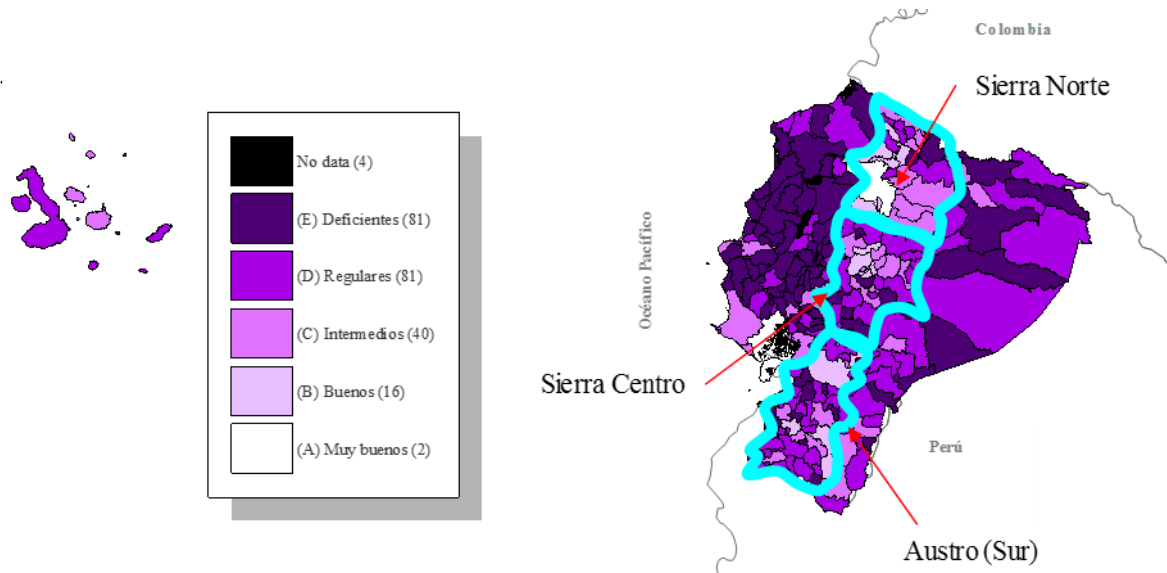 Colombia
Sierra Norte
No data (4)
(E) Deficientes (81)
(D) Regulares (81)
(C) Intermedios (40)
(B) Buenos (16)
(A) Muy buenos (2)
Océano Pacífico
Sierra Centro
Perú
Austro (Sur)